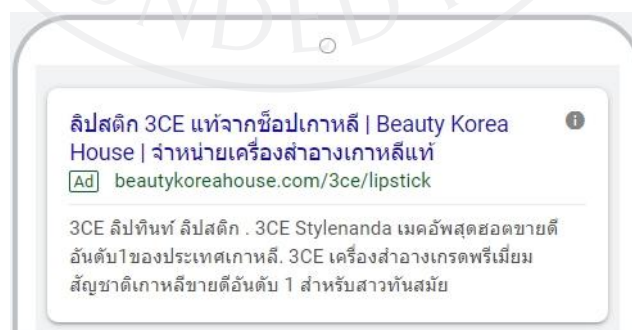 NDED
ลิปสติก 3CE แท้จากช็อปเกาหลี | Beauty Korea
House | จำหน่ายเครื่องสำอางเกาหลีแท้
Ad beautykoreahouse.com/3ce/lipstick
3CE ลิปทินท์ ลิปสติก . 3CE Stylenanda เมคอัพสุดฮอตขายดี
อันดับ1ของประเทศเกาหลี. 3CE เครื่องสำอางเกรดพรีเมี่ยม
สัญชาติเกาหลีขายดีอันดับ 1 สำหรับสาวทันสมัย